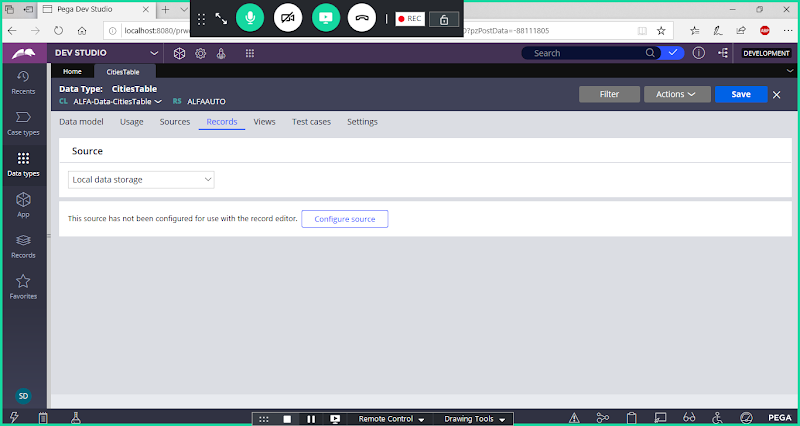 Pega Dev Studio
REC
localhost:8080/prw
0?pzPostData=-88111805
ABP
DEV STUDIO
Search
DEVELOPMENT
Recents
Case types
Data types
App
Records
Favorites
SD
Home
CitiesTable
Data Type: CitiesTable
CL ALFA-Data-CitiesTable
RS ALFAAUTO
Filter
Actions
Save
Data model
Usage
Sources
Records
Views
Test cases
Settings
Source
Local data storage
This source has not been configured for use with the record editor. Configure source
Remote Control
Drawing Tools
PEGA